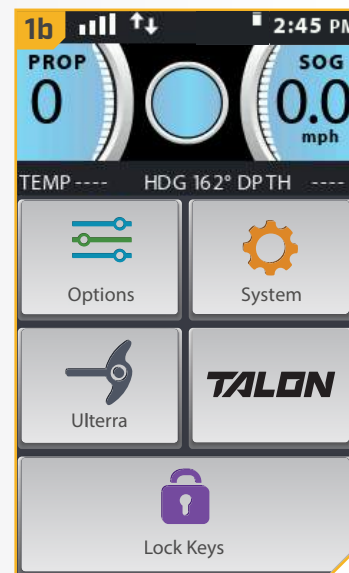 1b 2:45 PM
PROP SOG
0 0.0
mph
TEMP ---- HDG 162° DPTH ----
Options System
Ulterra TALON
Lock Keys